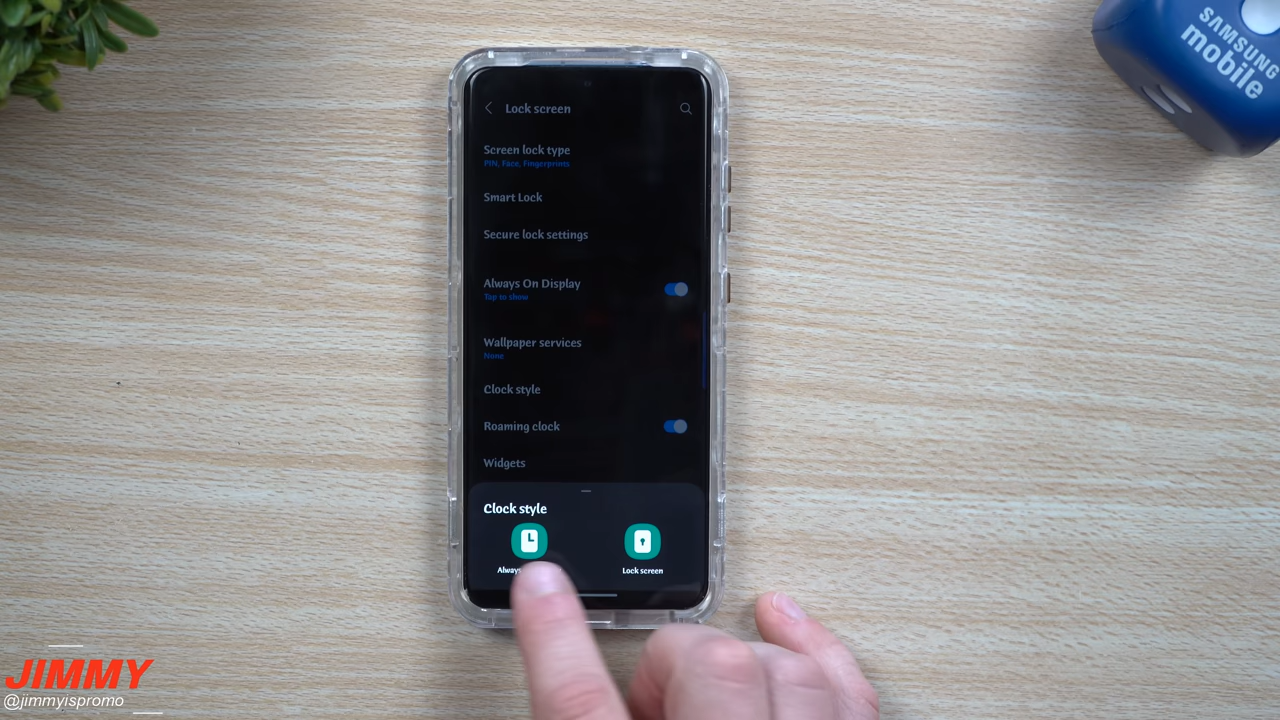 SAMSUNG
mobile
Lock screen
Screen lock type
PIN, Face, Fingerprints
Smart Lock
Secure lock settings
Always On Display
Tap to show
Wallpaper services
None
Clock style
Roaming clock
Widgets
Clock style
Always
Lock screen
JIMMY
@jimmyispromo